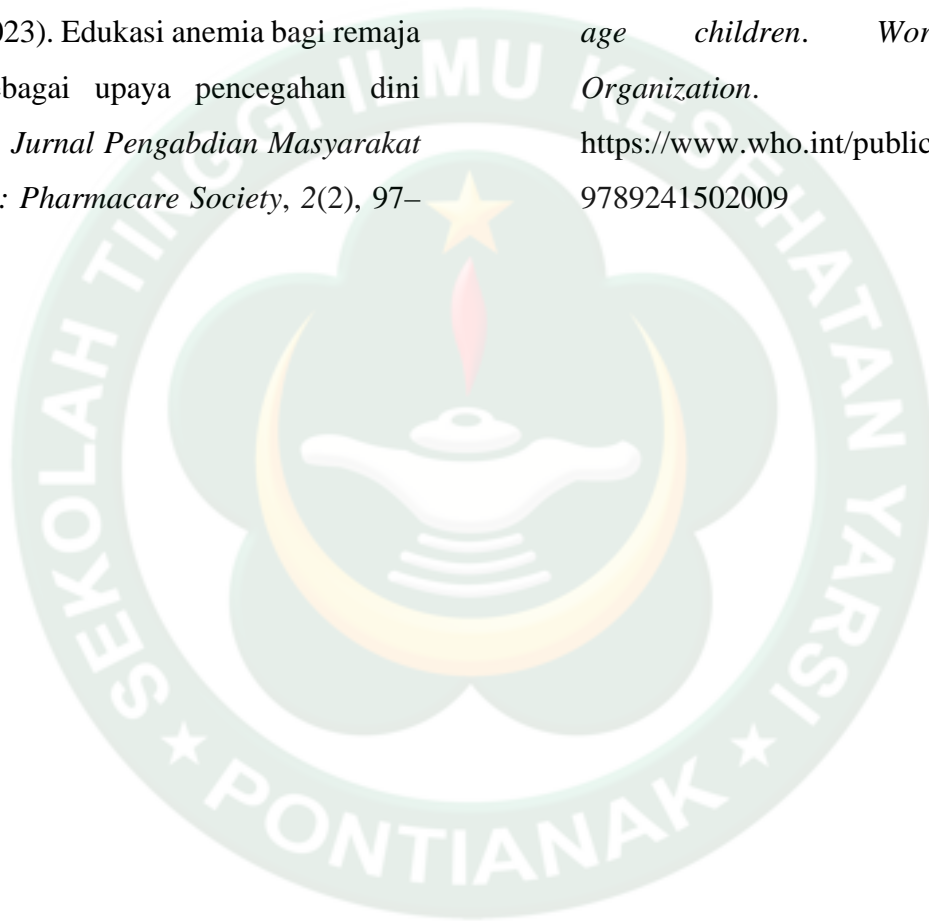 023). Edukasi anemia bagi remaja
ebagai upaya pencegahan dini
Jurnal Pengabdian Masyarakat
: Pharmacare Society, 2(2), 97–
age children. Wor
Organization.
https://www.who.int/public
9789241502009
SEKOLAH TINGGI ILMU KESEHATAN YARSI
PONTIANAK